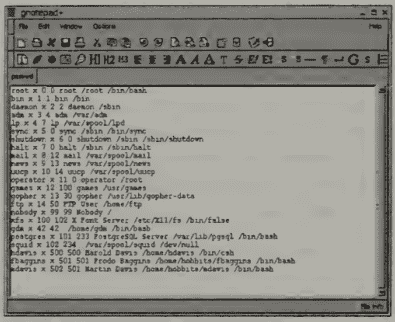 gnotepad+
File Edit Window Options Help
H1 H2 H3 A A A T S E/ E! ¶ G S
passwd
root x 0 0 root /root /bin/bash
bin x 1 1 bin /bin
daemon x 2 2 daemon /sbin
adm x 3 4 adm /var/adm
lp x 4 7 lp /var/spool/lpd
sync x 5 0 sync /sbin /bin/sync
shutdown x 6 0 shutdown /sbin /sbin/shutdown
halt x 7 0 halt /sbin /sbin/halt
mail x 8 12 mail /var/spool/mail
news x 9 13 news /var/spool/news
uucp x 10 14 uucp /var/spool/uucp
operator x 11 0 operator /root
games x 12 100 games /usr/games
gopher x 13 30 gopher /usr/lib/gopher-data
ftp x 14 50 FTP User /home/ftp
nobody x 99 99 Nobody /
xfs x 100 102 X Font Server /etc/X11/fs /bin/false
gdm x 42 42 /home/gdm /bin/bash
postgres x 101 233 PostgreSQL Server /var/lib/pgsql /bin/bash
squid x 102 234 /var/spool/squid /dev/null
hdavis x 500 500 Harold Davis /home/hdavis /bin/csh
fbaggins x 501 501 Frodo Baggins /home/hobbits/fbaggins /bin/bash
mdavis x 502 501 Martin Davis /home/hobbits/mdavis /bin/bash
file info